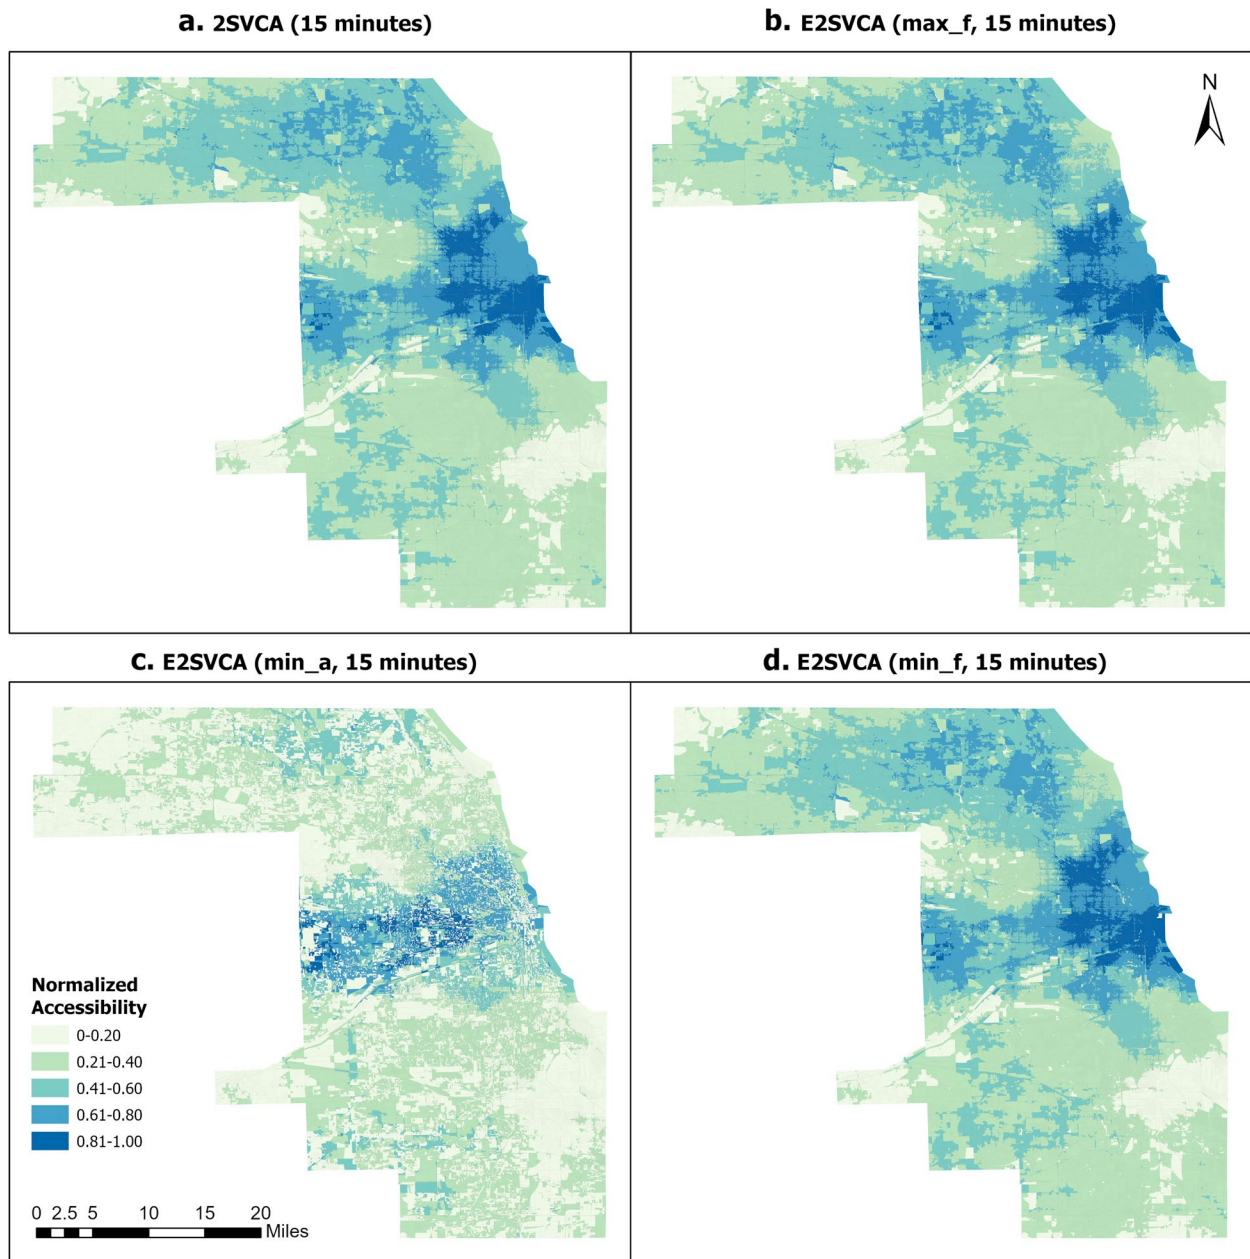 a. 2SVCA (15 minutes)
b. E2SVCA (max_f, 15 minutes)
N
c. E2SVCA (min_a, 15 minutes)
d. E2SVCA (min_f, 15 minutes)
Normalized
Accessibility
0-0.20
0.21-0.40
0.41-0.60
0.61-0.80
0.81-1.00
0 2.5 5 10 15 20
Miles